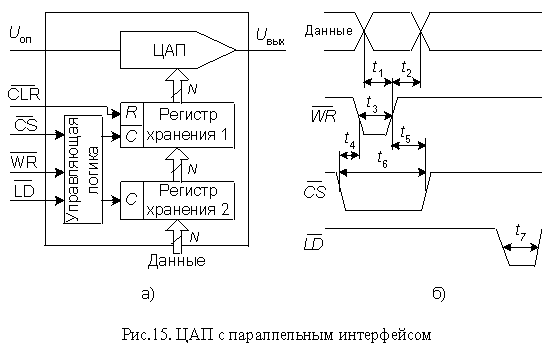 Uоп
ЦАП
Uвых
N
CLR
R
Регистр
хранения 1
CS
C
Управляющая
логика
N
WR
LD
C
Регистр
хранения 2
N
Данные
а)
Данные
t1
t2
WR
t3
t4
t5
t6
CS
LD
t7
б)
Рис.15. ЦАП с параллельным интерфейсом